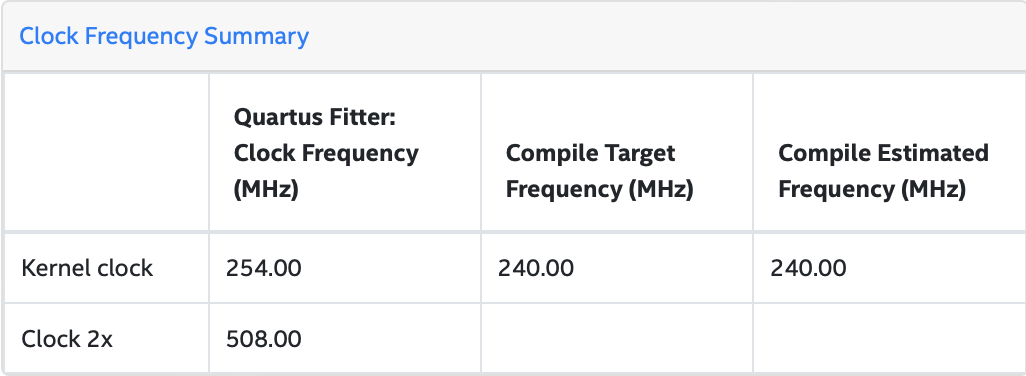 Clock Frequency Summary
Quartus Fitter:
Clock Frequency
(MHz)
Compile Target
Frequency (MHz)
Compile Estimated
Frequency (MHz)
Kernel clock 254.00 240.00 240.00
Clock 2x 508.00